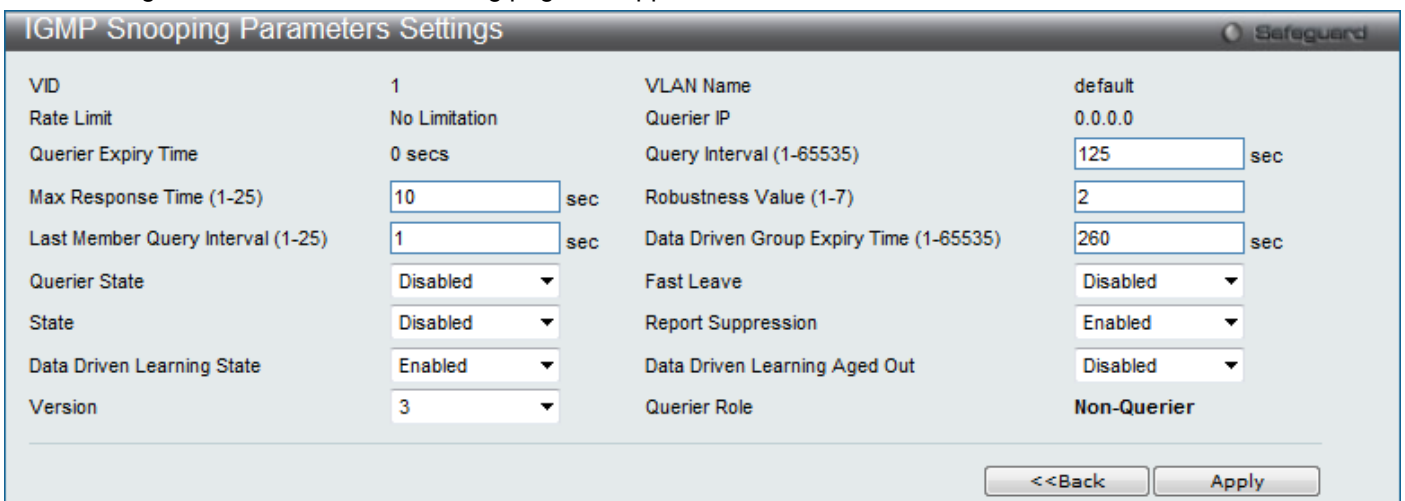 IGMP Snooping Parameters Settings Safeguard
VID 1 VLAN Name default
Rate Limit No Limitation Querier IP 0.0.0.0
Querier Expiry Time 0 secs Query Interval (1-65535) 125 sec
Max Response Time (1-25) 10 sec Robustness Value (1-7) 2
Last Member Query Interval (1-25) 1 sec Data Driven Group Expiry Time (1-65535) 260 sec
Querier State Disabled Fast Leave Disabled
State Disabled Report Suppression Enabled
Data Driven Learning State Enabled Data Driven Learning Aged Out Disabled
Version 3 Querier Role Non-Querier
<<Back Apply